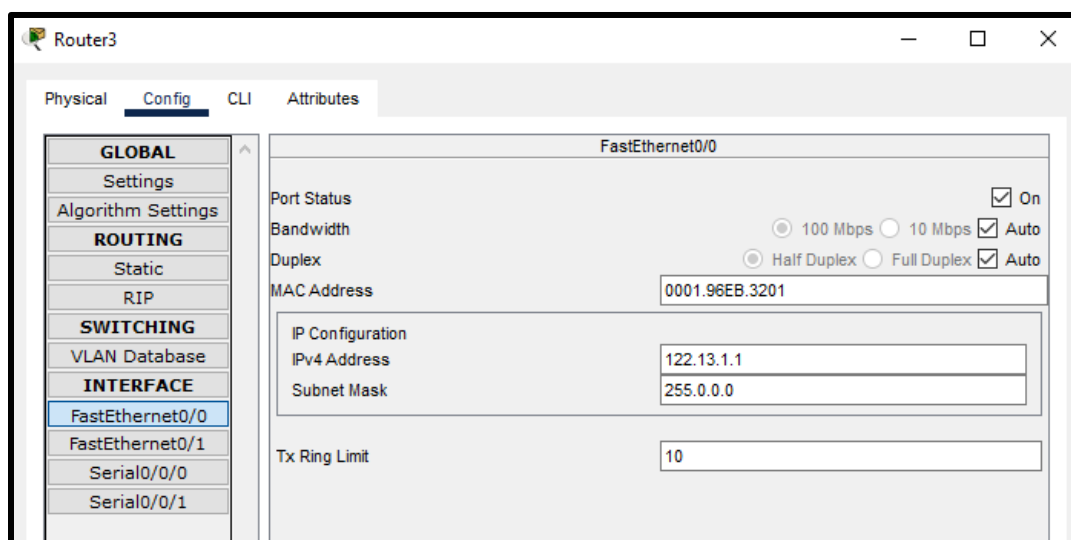 Router3
Physical Config CLI Attributes
GLOBAL
Settings
Algorithm Settings
ROUTING
Static
RIP
SWITCHING
VLAN Database
INTERFACE
FastEthernet0/0
FastEthernet0/1
Serial0/0/0
Serial0/0/1
FastEthernet0/0
Port Status On
Bandwidth 100 Mbps 10 Mbps Auto
Duplex Half Duplex Full Duplex Auto
MAC Address 0001.96EB.3201
IP Configuration
IPv4 Address 122.13.1.1
Subnet Mask 255.0.0.0
Tx Ring Limit 10